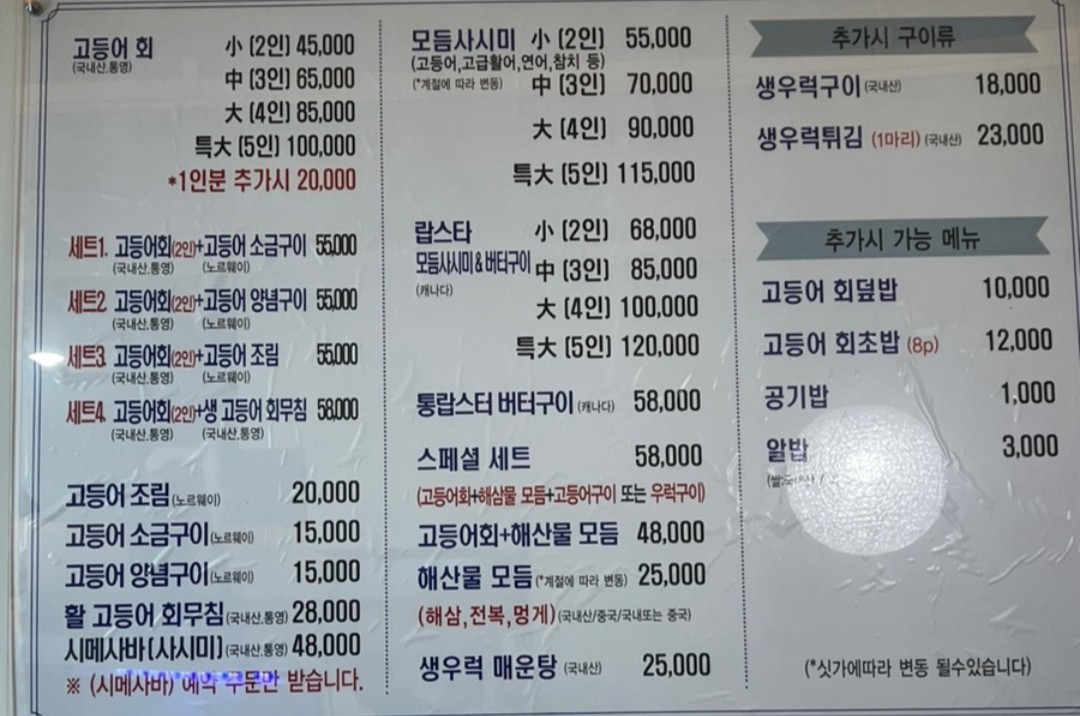 고등어 회 小 (2인) 45,000
(국내산,통영)
中 (3인) 65,000
大 (4인) 85,000
특大 (5인) 100,000
*1인분 추가시 20,000
세트1. 고등어회(2인)+고등어 소금구이 55,000
(국내산,통영) (노르웨이)
세트2. 고등어회(2인)+고등어 양념구이 55,000
(국내산,통영) (노르웨이)
세트3. 고등어회(2인)+고등어 조림 55,000
(국내산,통영) (노르웨이)
세트4. 고등어회(2인)+생 고등어 회무침 58,000
(국내산,통영) (국내산,통영)
고등어 조림(노르웨이) 20,000
고등어 소금구이(노르웨이) 15,000
고등어 양념구이(노르웨이) 15,000
활 고등어 회무침(국내산,통영) 28,000
시메사바(사시미)(국내산,통영) 48,000
※ (시메사바) 예약 주문만 받습니다.
모듬사시미 小 (2인) 55,000
(고등어,고급활어,연어,참치 등)
(*계절에 따라 변동) 中 (3인) 70,000
大 (4인) 90,000
특大 (5인) 115,000
랍스타 小 (2인) 68,000
모듬사시미&버터구이 中 (3인) 85,000
(캐나다)
大 (4인) 100,000
특大 (5인) 120,000
통랍스터 버터구이(캐나다) 58,000
스페셜 세트 58,000
(고등어회+해삼물 모듬+고등어구이 또는 우럭구이)
고등어회+해산물 모듬 48,000
해산물 모듬(*계절에 따라 변동) 25,000
(해삼,전복,멍게)(국내산/중국/국내또는 중국)
생우럭 매운탕 (국내산) 25,000
추가시 구이류
생우럭구이(국내산) 18,000
생우럭튀김 (1마리)(국내산) 23,000
추가시 가능 메뉴
고등어 회덮밥 10,000
고등어 회초밥 (8p) 12,000
공기밥 1,000
알밥 3,000
(*싯가에따라 변동 될수있습니다)